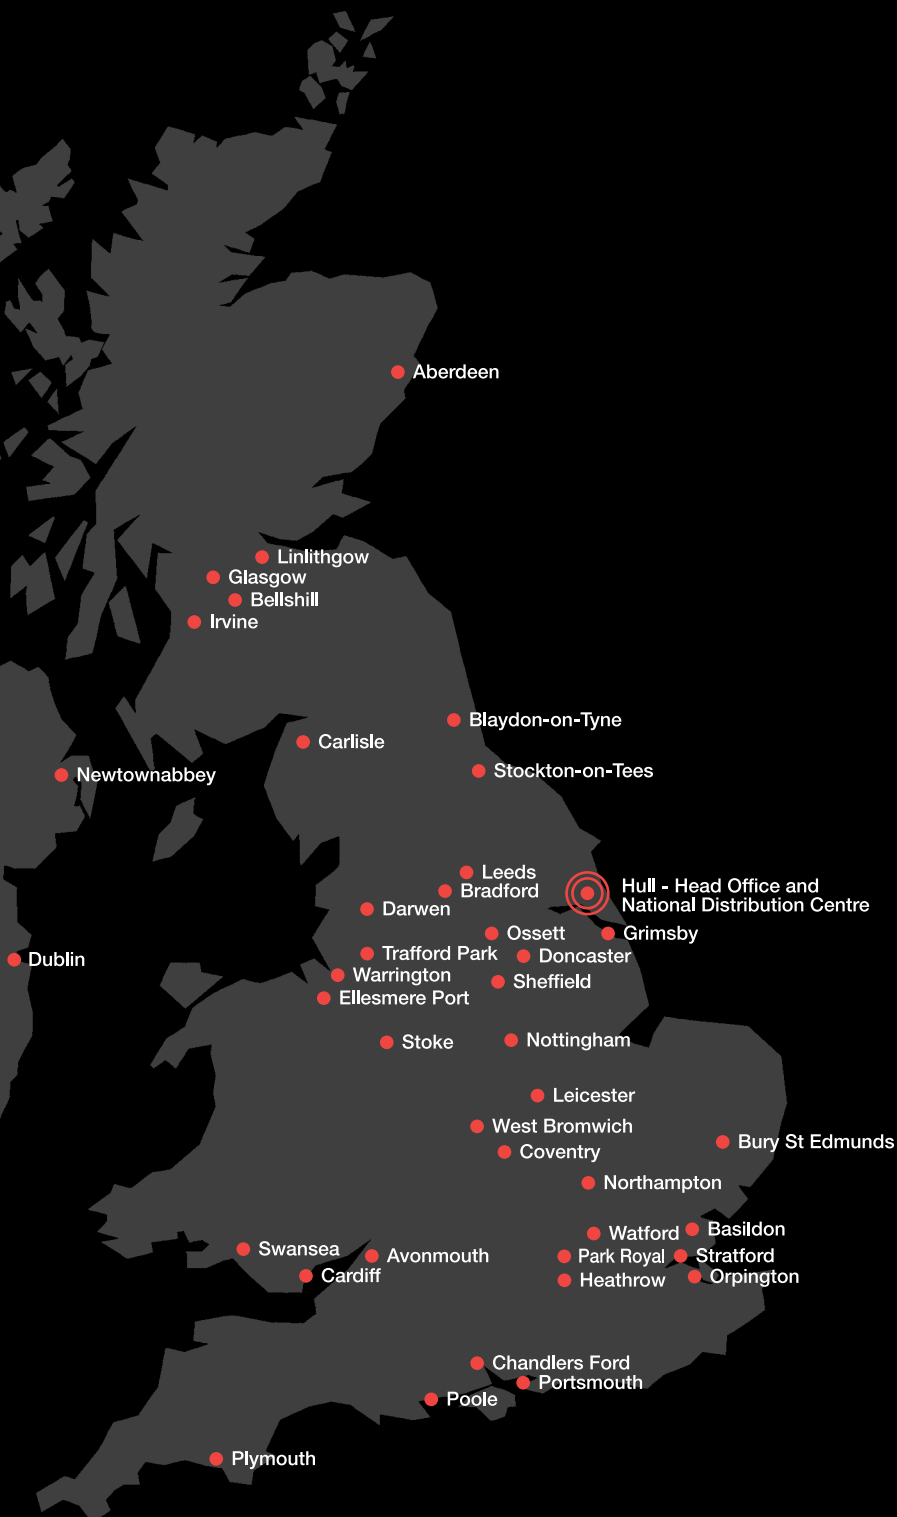 Aberdeen
Linlithgow
Glasgow
Bellshill
Irvine
Blaydon-on-Tyne
Carlisle
Stockton-on-Tees
Newtownabbey
Leeds
Bradford
Hull - Head Office and
National Distribution Centre
Darwen
Ossett
Grimsby
Trafford Park
Doncaster
Dublin
Warrington
Sheffield
Ellesmere Port
Stoke
Nottingham
Leicester
West Bromwich
Bury St Edmunds
Coventry
Northampton
Basildon
Watford
Swansea
Avonmouth
Park Royal
Stratford
Cardiff
Heathrow
Orpington
Chandlers Ford
Portsmouth
Poole
Plymouth